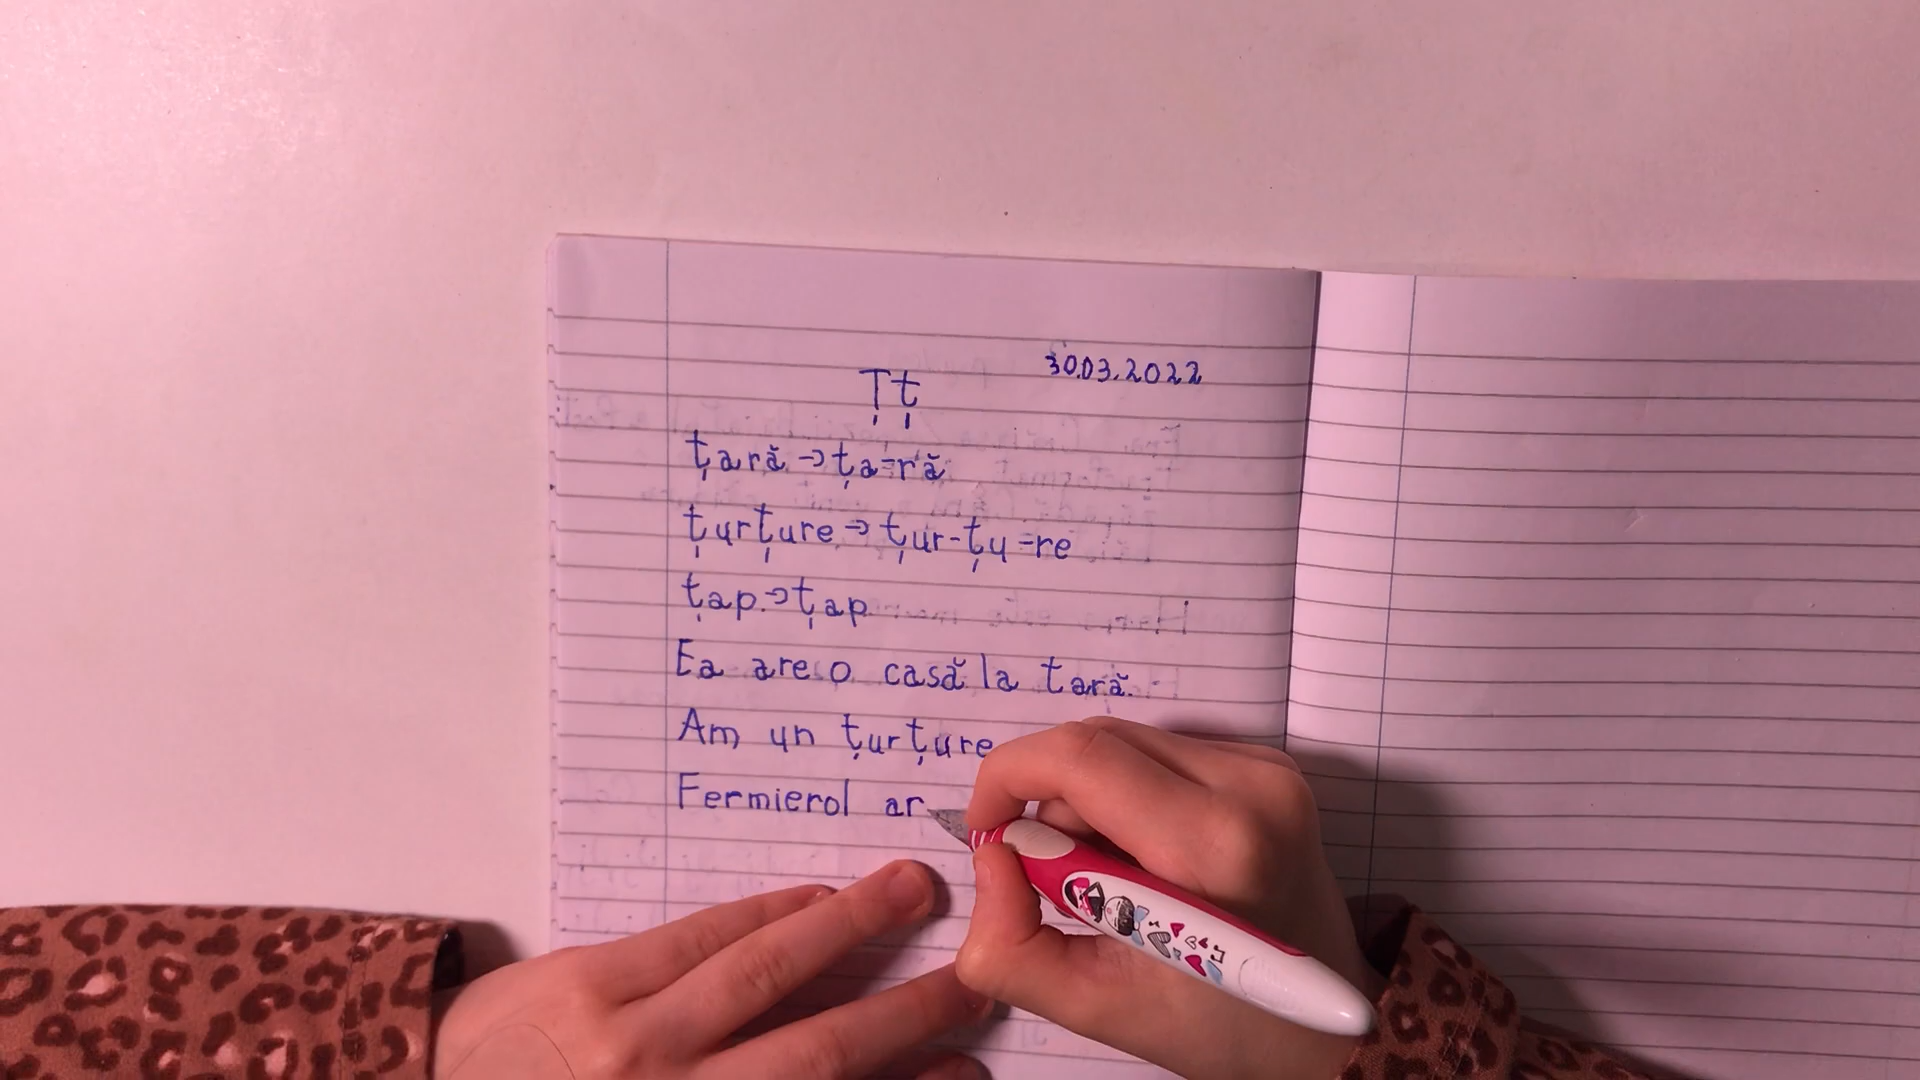 30.03.2022
Țț
țară → ța-ră
țurțure → țur-țu-re
țap → țap
Ea are o casă la țară.
Am un țurțure
Fermierol ar